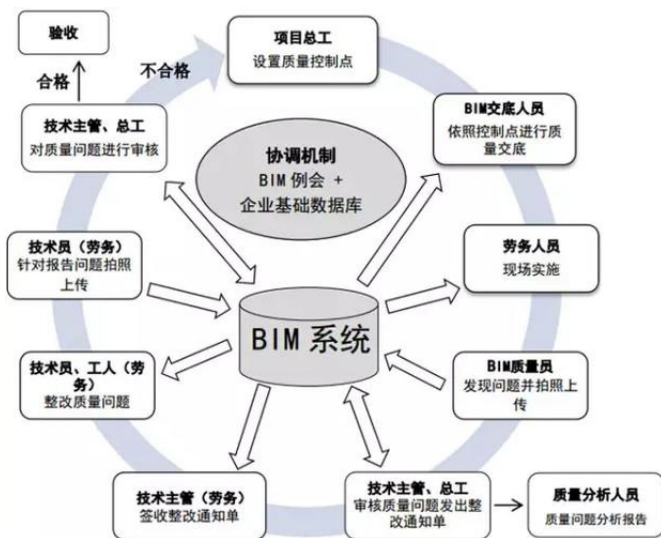 验收
合格
不合格
项目总工
设置质量控制点
技术主管、总工
对质量问题进行审核
BIM交底人员
依照控制点进行质
量交底
协调机制
BIM 例会 +
企业基础数据库
技术员（劳务）
针对报告问题拍照
上传
劳务人员
现场实施
BIM 系统
技术员、工人（劳
务）
整改质量问题
BIM质量员
发现问题并拍照上
传
技术主管（劳务）
签收整改通知单
技术主管、总工
审核质量问题发出整
改通知单
质量分析人员
质量问题分析报告